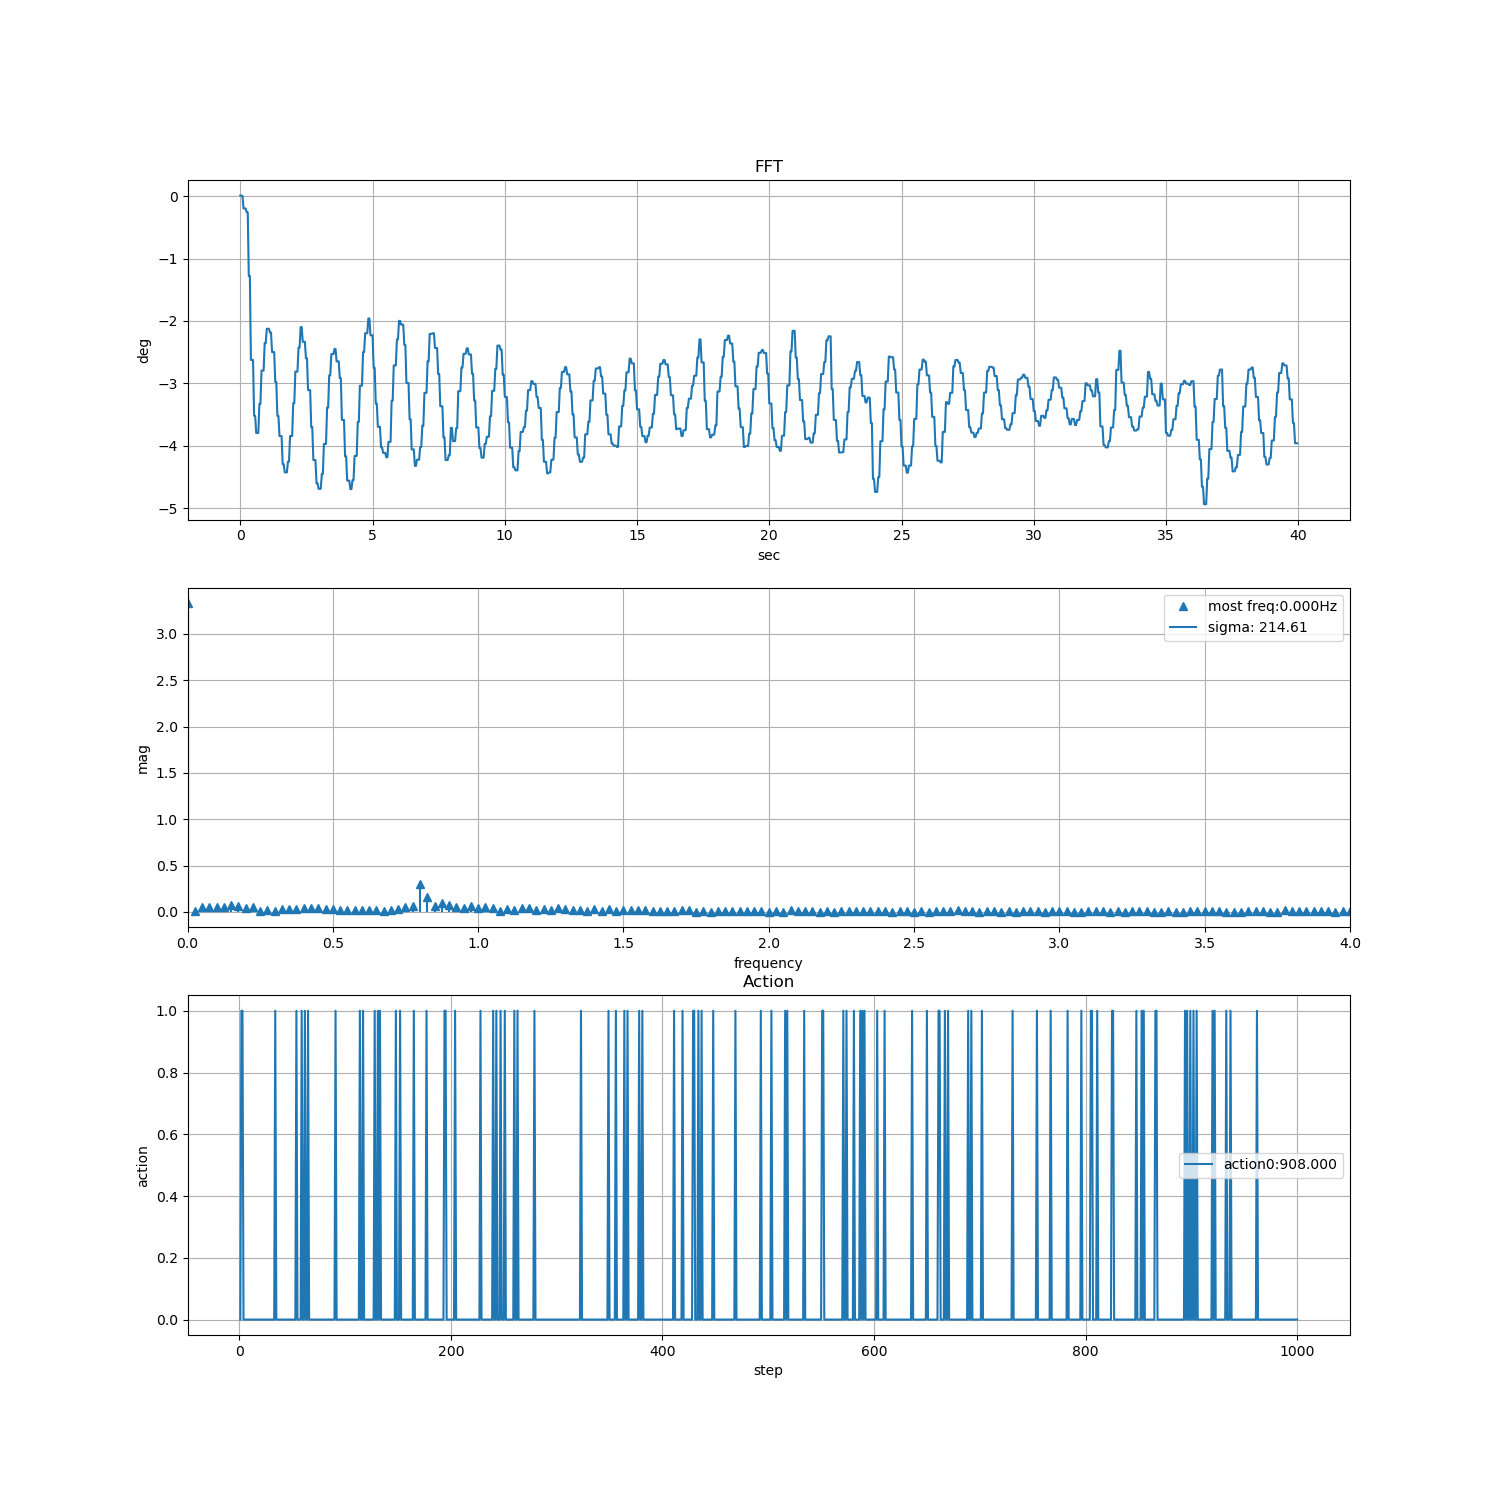 FFT
0
−1
−2
−3
−4
−5
deg
0 5 10 15 20 25 30 35 40
sec
most freq:0.000Hz
sigma: 214.61
3.0
2.5
2.0
1.5
1.0
0.5
0.0
mag
0.0 0.5 1.0 1.5 2.0 2.5 3.0 3.5 4.0
frequency
Action
1.0
0.8
0.6
0.4
0.2
0.0
action
action0:908.000
0 200 400 600 800 1000
step